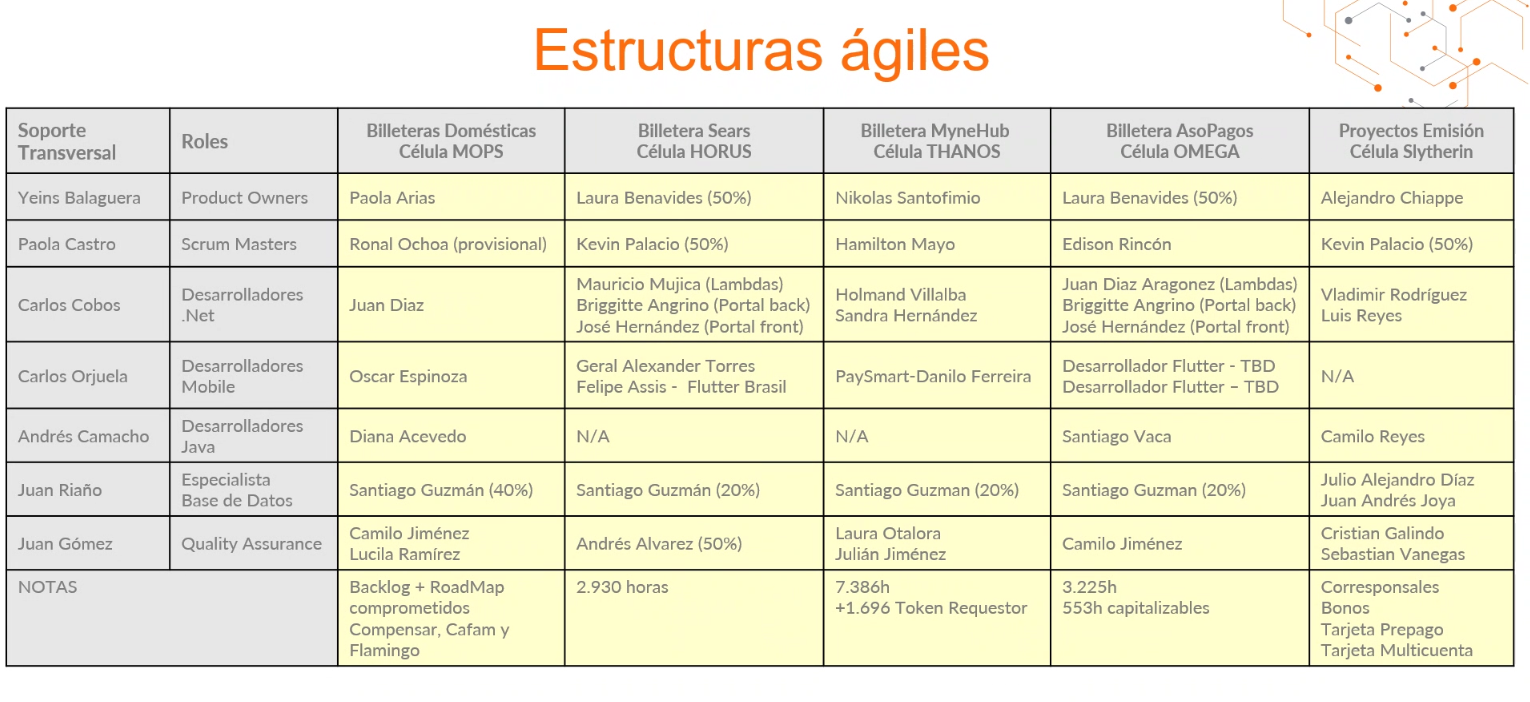 Estructuras ágiles
Soporte
Transversal
Roles
Billeteras Domésticas
Célula MOPS
Billetera Sears
Célula HORUS
Billetera MyneHub
Célula THANOS
Billetera AsoPagos
Célula OMEGA
Proyectos Emisión
Célula Slytherin
Yeins Balaguera
Product Owners
Paola Arias
Laura Benavides (50%)
Nikolas Santofimio
Laura Benavides (50%)
Alejandro Chiappe
Paola Castro
Scrum Masters
Ronal Ochoa (provisional)
Kevin Palacio (50%)
Hamilton Mayo
Edison Rincón
Kevin Palacio (50%)
Carlos Cobos
Desarrolladores
.Net
Juan Diaz
Mauricio Mujica (Lambdas)
Briggitte Angrino (Portal back)
José Hernández (Portal front)
Holmand Villalba
Sandra Hernández
Juan Diaz Aragonez (Lambdas)
Briggitte Angrino (Portal back)
José Hernández (Portal front)
Vladimir Rodríguez
Luis Reyes
Carlos Orjuela
Desarrolladores
Mobile
Oscar Espinoza
Geral Alexander Torres
Felipe Assis -  Flutter Brasil
PaySmart-Danilo Ferreira
Desarrollador Flutter - TBD
Desarrollador Flutter – TBD
N/A
Andrés Camacho
Desarrolladores
Java
Diana Acevedo
N/A
N/A
Santiago Vaca
Camilo Reyes
Juan Riaño
Especialista
Base de Datos
Santiago Guzmán (40%)
Santiago Guzmán (20%)
Santiago Guzman (20%)
Santiago Guzman (20%)
Julio Alejandro Díaz
Juan Andrés Joya
Juan Gómez
Quality Assurance
Camilo Jiménez
Lucila Ramírez
Andrés Alvarez (50%)
Laura Otalora
Julián Jiménez
Camilo Jiménez
Cristian Galindo
Sebastian Vanegas
NOTAS
Backlog + RoadMap
comprometidos
Compensar, Cafam y
Flamingo
2.930 horas
7.386h
+1.696 Token Requestor
3.225h
553h capitalizables
Corresponsales
Bonos
Tarjeta Prepago
Tarjeta Multicuenta